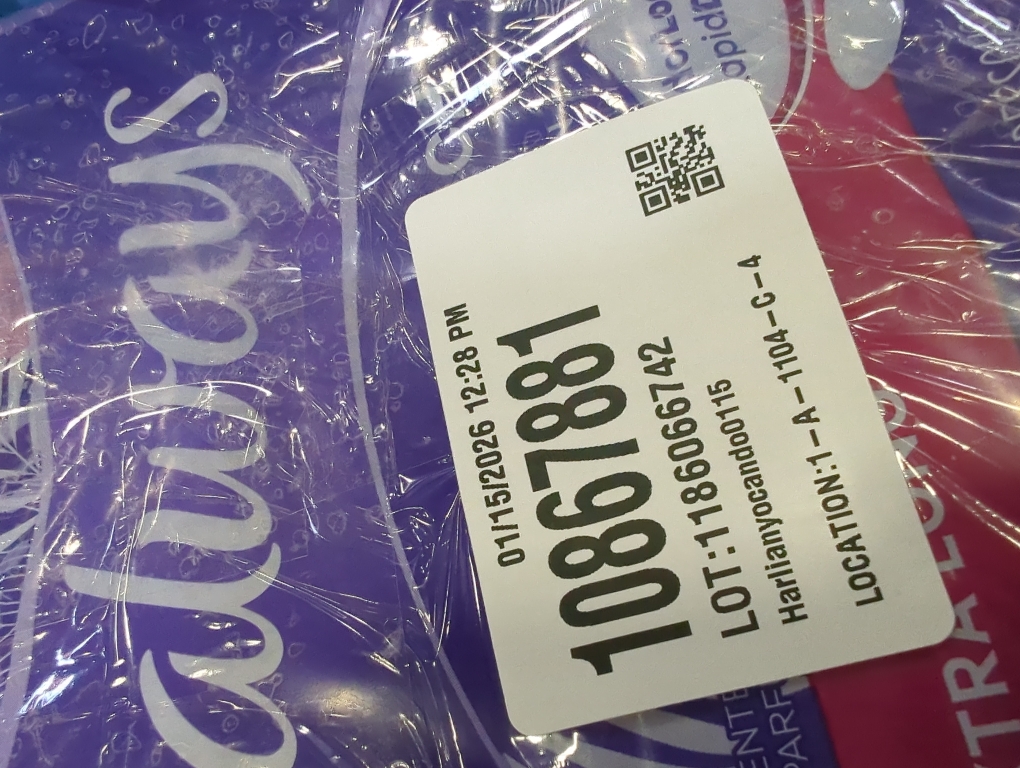 always
01/15/2026 12:28 PM
10867881
LOT:1186066742
Harlianyocando0115
LOCATION:1-A-1104-C-4